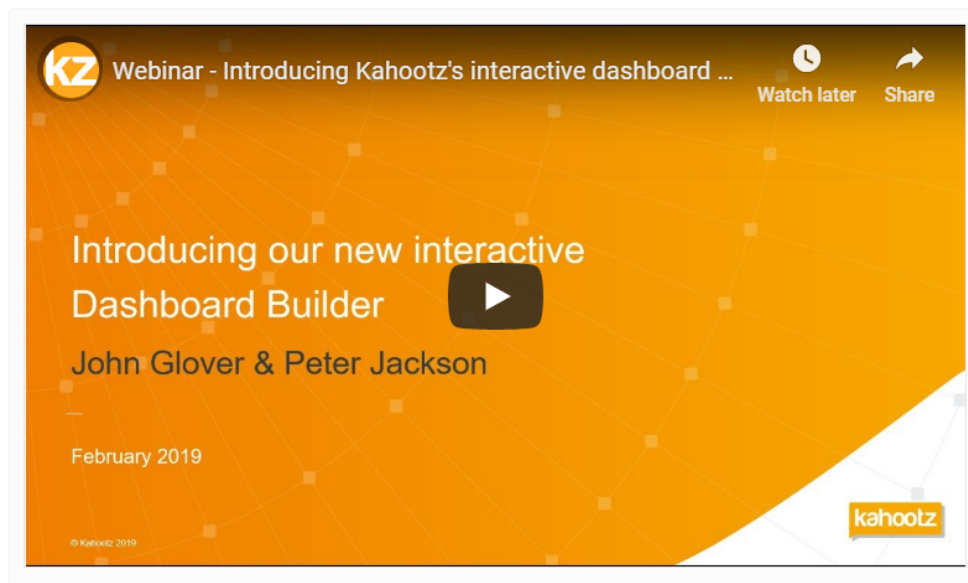 KZ
Webinar - Introducing Kahootz's interactive dashboard ...
Watch later
Share
Introducing our new interactive
Dashboard Builder
John Glover & Peter Jackson
February 2019
© Kahootz 2019
kahootz